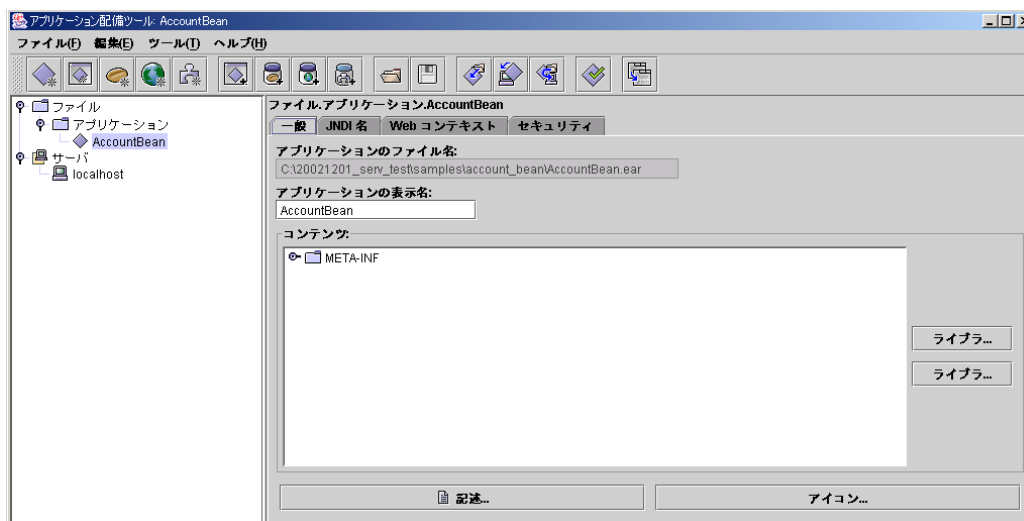 アプリケーション配備ツール: AccountBean
ファイル(F) 編集(E) ツール(T) ヘルプ(H)
ファイル
アプリケーション
AccountBean
サーバ
localhost
ファイル.アプリケーション.AccountBean
一般 JNDI 名 Web コンテキスト セキュリティ
アプリケーションのファイル名:
C:\20021201_serv_test\samples\account_bean\AccountBean.ear
アプリケーションの表示名:
AccountBean
コンテンツ:
META-INF
ライブラ...
ライブラ...
記述...
アイコン...